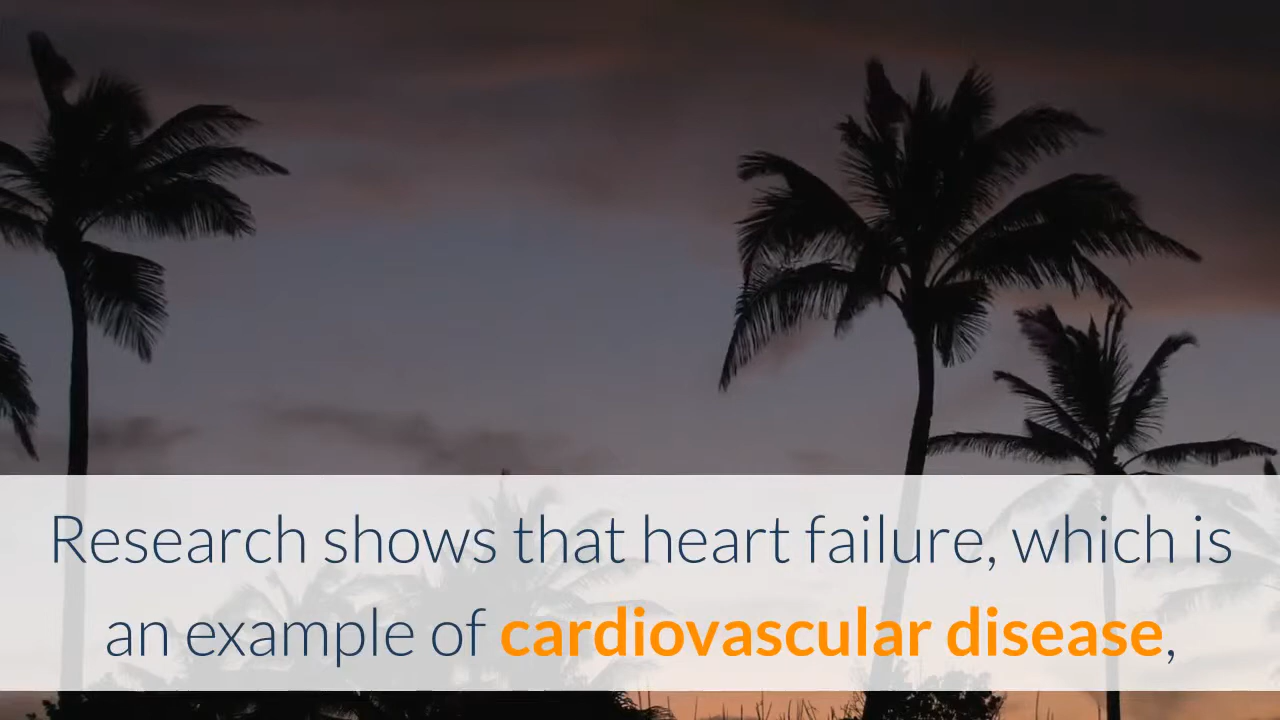 Research shows that heart failure, which is
an example of cardiovascular disease,